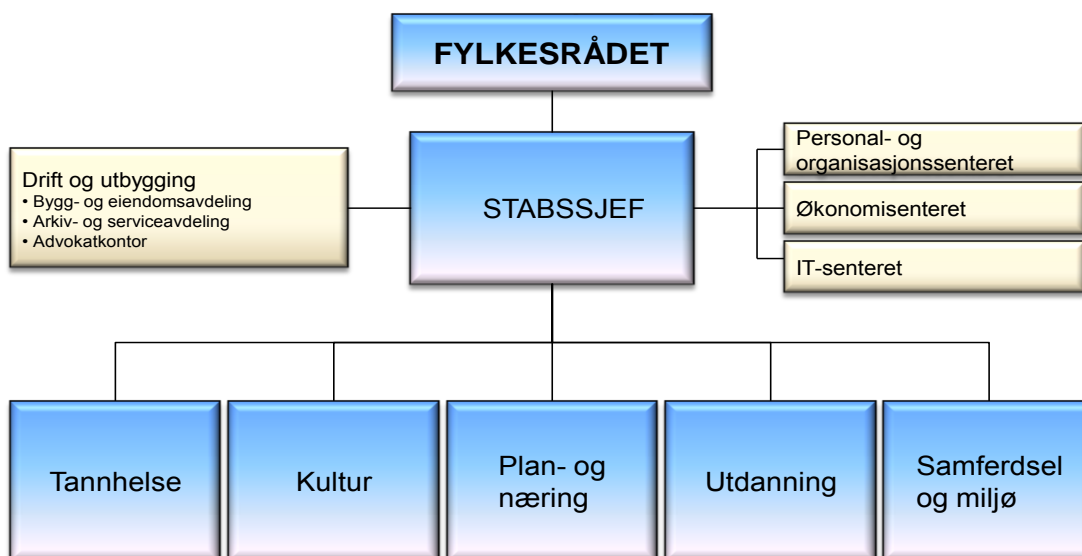 FYLKESRÅDET
Drift og utbygging
• Bygg- og eiendomsavdeling
• Arkiv- og serviceavdeling
• Advokatkontor
STABSSJEF
Personal- og
organisasjonssenteret
Økonomisenteret
IT-senteret
Tannhelse
Kultur
Plan- og
næring
Utdanning
Samferdsel
og miljø